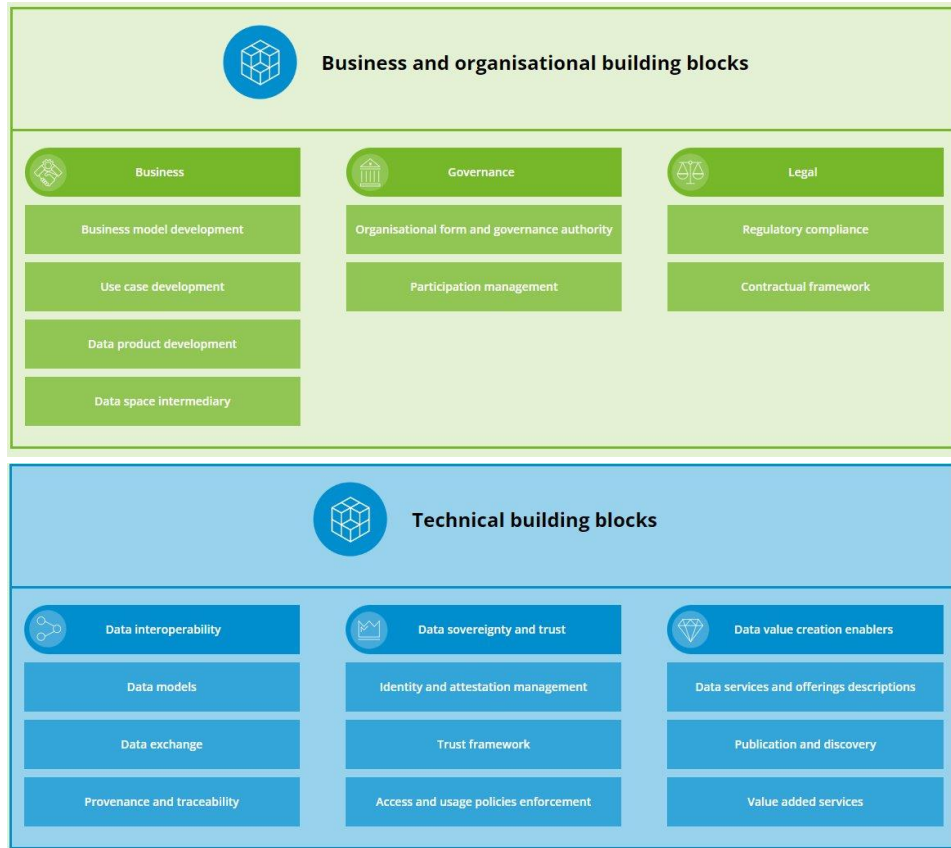 Business and organisational building blocks
Business
Business model development
Use case development
Data product development
Data space intermediary
Governance
Organisational form and governance authority
Participation management
Legal
Regulatory compliance
Contractual framework
Technical building blocks
Data interoperability
Data models
Data exchange
Provenance and traceability
Data sovereignty and trust
Identity and attestation management
Trust framework
Access and usage policies enforcement
Data value creation enablers
Data services and offerings descriptions
Publication and discovery
Value added services